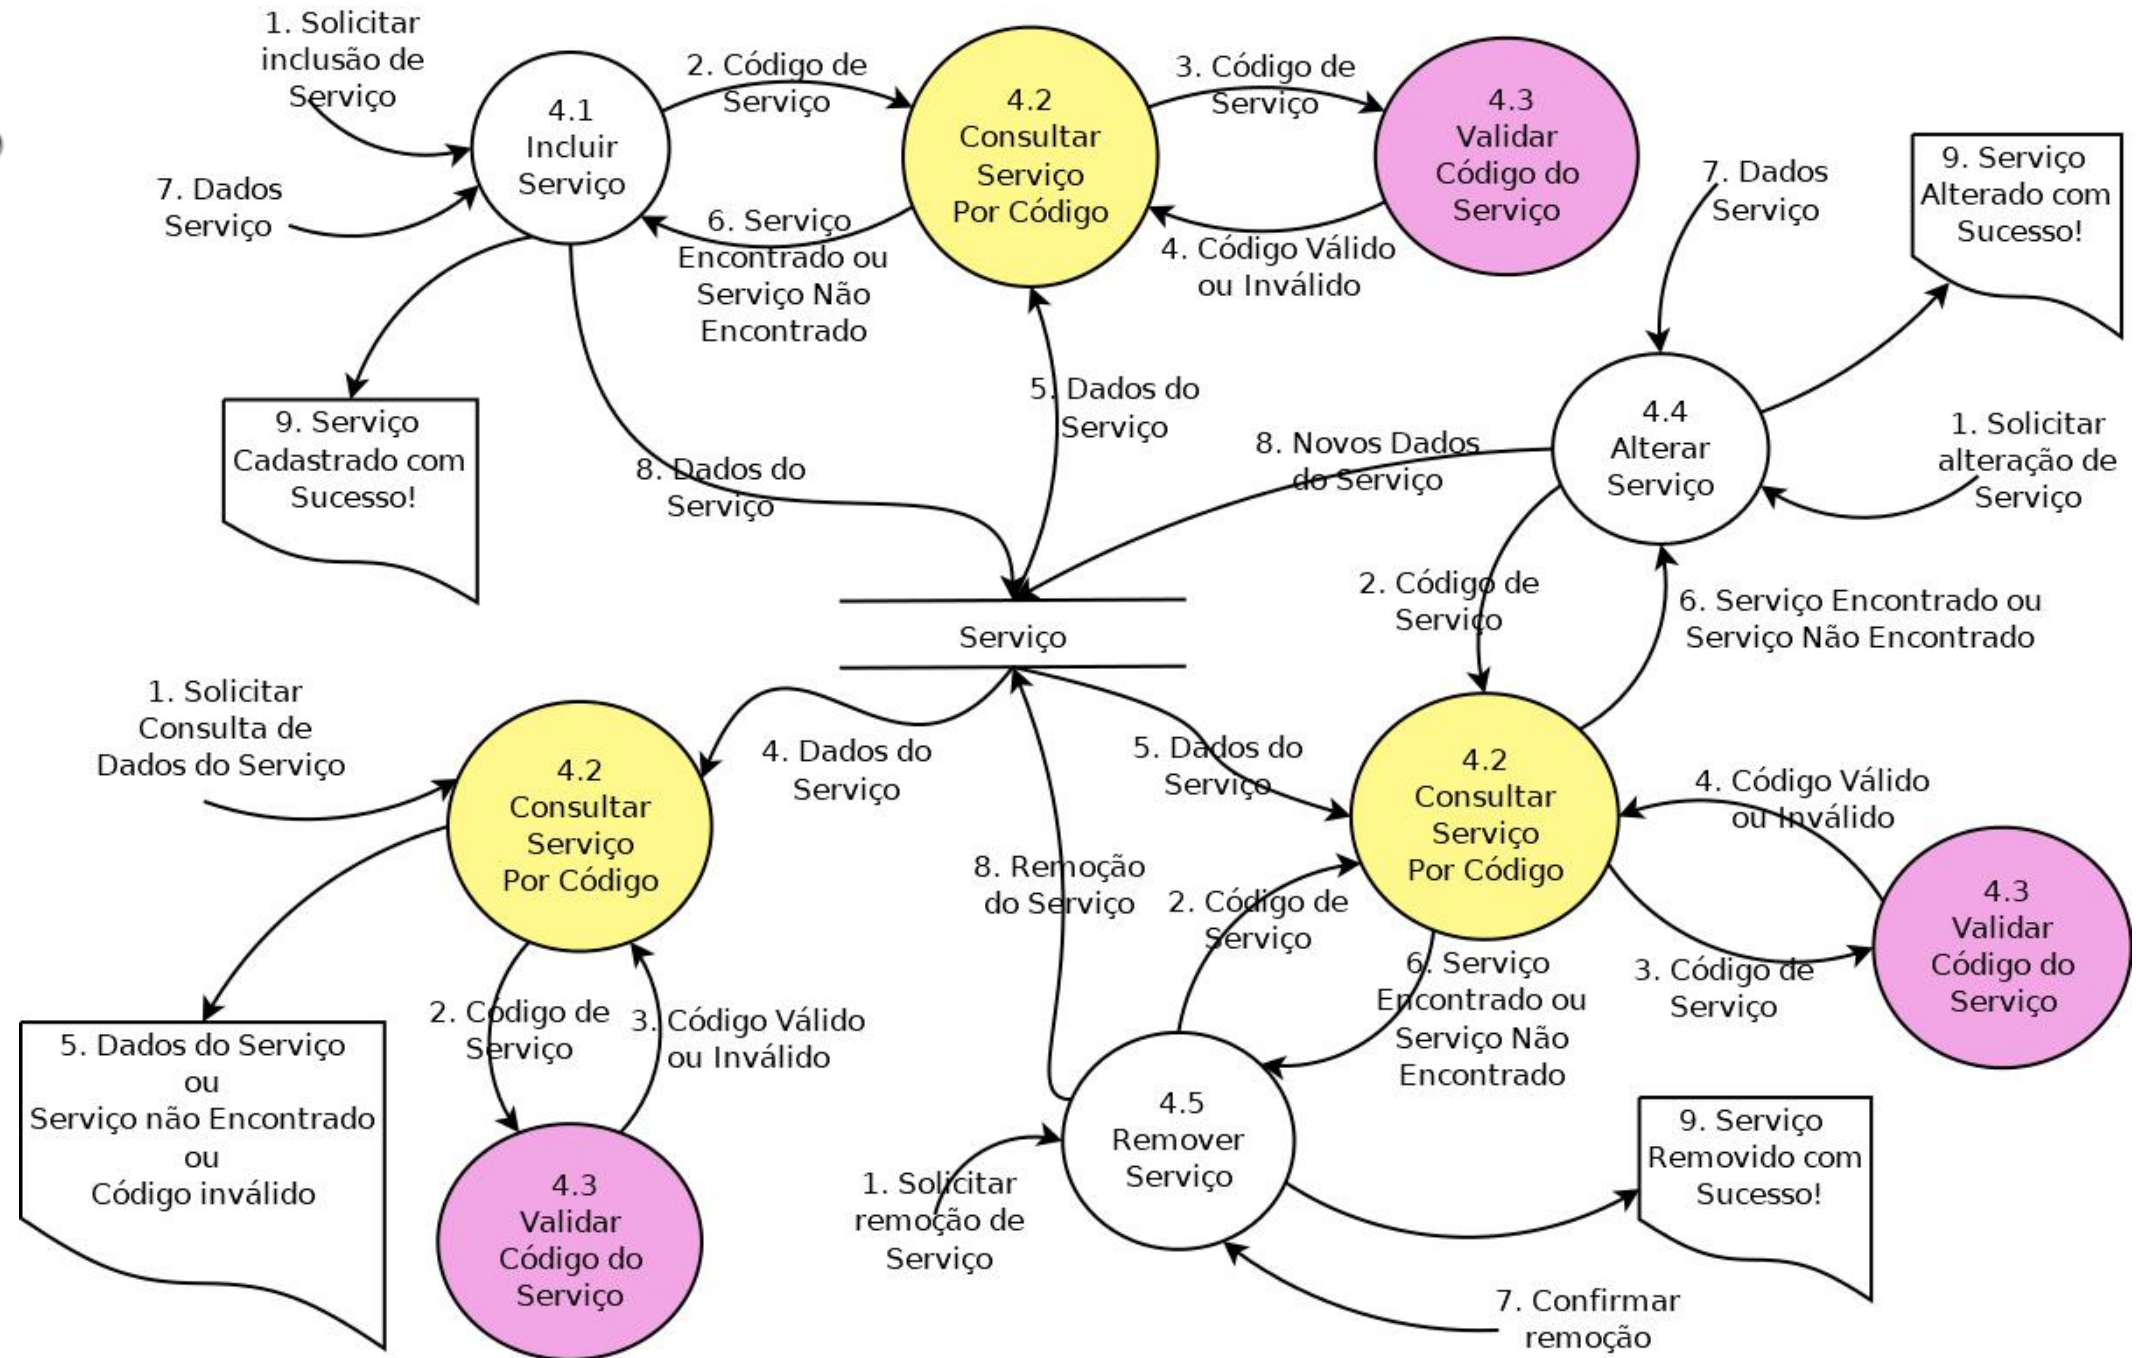 1. Solicitar
inclusão de
Serviço
7. Dados
Serviço
4.1
Incluir
Serviço
2. Código de
Serviço
6. Serviço
Encontrado ou
Serviço Não
Encontrado
4.2
Consultar
Serviço
Por Código
3. Código de
Serviço
4. Código Válido
ou Inválido
4.3
Validar
Código do
Serviço
7. Dados
Serviço
9. Serviço
Alterado com
Sucesso!
9. Serviço
Cadastrado com
Sucesso!
8. Dados do
Serviço
5. Dados do
Serviço
8. Novos Dados
do Serviço
4.4
Alterar
Serviço
1. Solicitar
alteração de
Serviço
2. Código de
Serviço
6. Serviço Encontrado ou
Serviço Não Encontrado
Serviço
1. Solicitar
Consulta de
Dados do Serviço
4.2
Consultar
Serviço
Por Código
4. Dados do
Serviço
5. Dados do
Serviço
4.2
Consultar
Serviço
Por Código
4. Código Válido
ou Inválido
4.3
Validar
Código do
Serviço
3. Código de
Serviço
8. Remoção
do Serviço
2. Código de
Serviço
6. Serviço
Encontrado ou
Serviço Não
Encontrado
5. Dados do Serviço
ou
Serviço não Encontrado
ou
Código inválido
2. Código de
Serviço
3. Código Válido
ou Inválido
4.3
Validar
Código do
Serviço
1. Solicitar
remoção de
Serviço
4.5
Remover
Serviço
9. Serviço
Removido com
Sucesso!
7. Confirmar
remoção